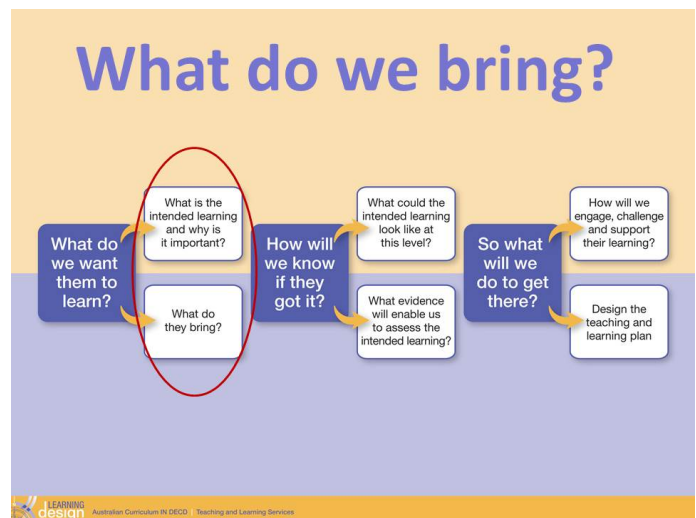 What do we bring?
What do
we want
them to
learn?
What is the
intended learning
and why is
it important?
What do
they bring?
How will
we know
if they
got it?
What could the
intended learning
look like at
this level?
What evidence
will enable us
to assess the
intended learning?
So what
will we
do to get
there?
How will we
engage, challenge
and support
their learning?
Design the
teaching and
learning plan
LEARNING
design
Australian Curriculum IN DECD | Teaching and Learning Services